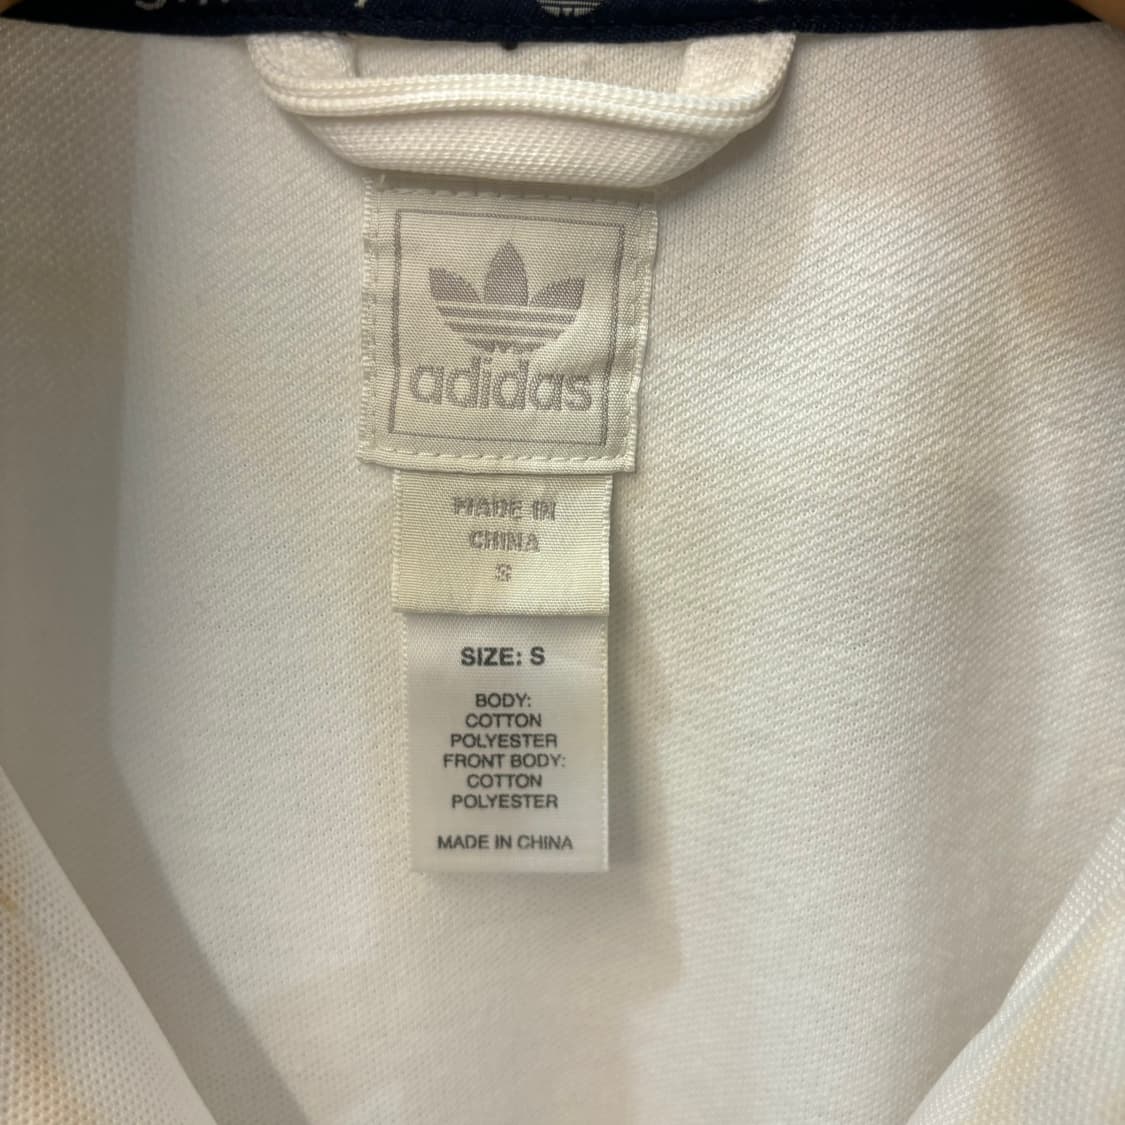 adidas
MADE IN
CHINA
S
SIZE: S
BODY:
COTTON
POLYESTER
FRONT BODY:
COTTON
POLYESTER
MADE IN CHINA